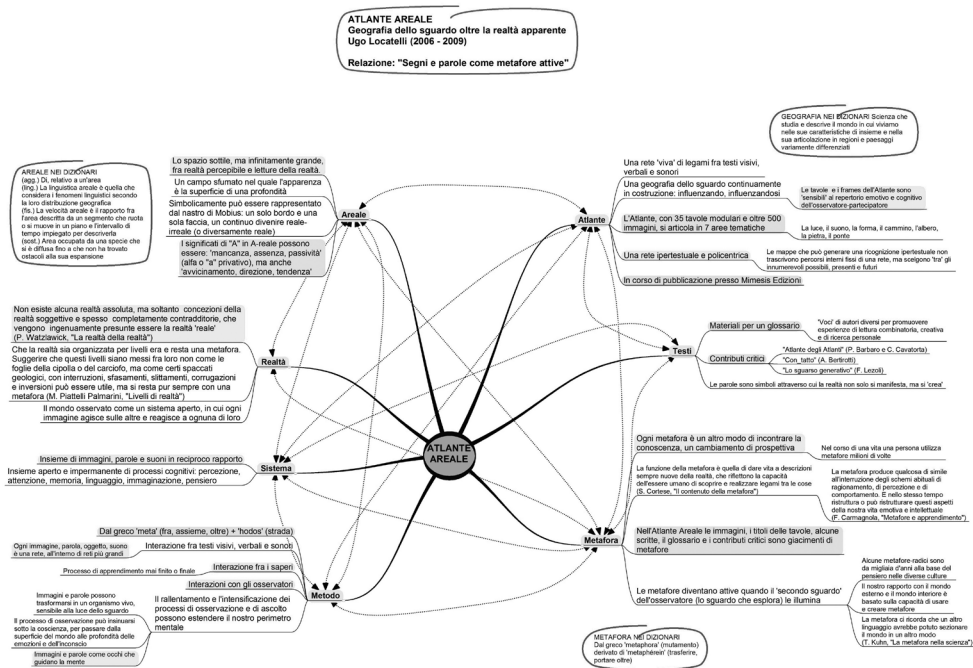 ATLANTE AREALE
Geografia dello sguardo oltre la realtà apparente
Ugo Locatelli (2006 - 2009)
Relazione: "Segni e parole come metafore attive"
GEOGRAFIA NEI DIZIONARI Scienza che
studia e descrive il mondo in cui viviamo
nelle sue caratteristiche di insieme e nella
sua articolazione in regioni e paesaggi
variamente differenziati
AREALE NEI DIZIONARI
(agg.) Di, relativo a un'area
(ling.) La linguistica areale è quella che
considera i fenomeni linguistici secondo
la loro distribuzione geografica
(fis.) La velocità areale è il rapporto fra
l'area descritta da un segmento che ruota
o si muove in un piano e l'intervallo di
tempo impiegato per descriverla
(sost.) Area occupata da una specie che
si è diffusa fino a che non ha trovato
ostacoli alla sua espansione
Lo spazio sottile, ma infinitamente grande,
fra realtà percepibile e letture della realtà.
Un campo sfumato nel quale l'apparenza
è la superficie di una profondità
Simbolicamente può essere rappresentato
dal nastro di Mobius: un solo bordo e una
sola faccia, un continuo divenire reale-
irreale (o diversamente reale)
I significati di "A" in A-reale possono
essere: 'mancanza, assenza, passività'
(alfa o "a" privativo), ma anche
'avvicinamento, direzione, tendenza'
Areale
Una rete 'viva' di legami fra testi visivi,
verbali e sonori
Una geografia dello sguardo continuamente
in costruzione: influenzando, influenzandosi
Le tavole e i frames dell'Atlante sono
'sensibili' al repertorio emotivo e cognitivo
dell'osservatore-partecipatore
Atlante
L'Atlante, con 35 tavole modulari e oltre 500
immagini, si articola in 7 aree tematiche
La luce, il suono, la forma, il cammino, l'albero,
la pietra, il ponte
Una rete ipertestuale e policentrica
Le mappe che può generare una ricognizione ipertestuale non
trascrivono percorsi interni fissi di una rete, ma scelgono 'tra' gli
innumerevoli possibili, presenti e futuri
In corso di pubblicazione presso Mimesis Edizioni
Non esiste alcuna realtà assoluta, ma soltanto concezioni della
realtà soggettive e spesso completamente contradditorie, che
vengono ingenuamente presunte essere la realtà 'reale'
(P. Watzlawick, "La realtà della realtà")
Che la realtà sia organizzata per livelli era e resta una metafora.
Suggerire che questi livelli siano messi fra loro non come le
foglie della cipolla o del carciofo, ma come certi spaccati
geologici, con interruzioni, sfasamenti, slittamenti, corrugazioni
e inversioni può essere utile, ma si resta pur sempre con una
metafora (M. Piattelli Palmarini, "Livelli di realtà")
Il mondo osservato come un sistema aperto, in cui ogni
immagine agisce sulle altre e reagisce a ognuna di loro
Realtà
Materiali per un glossario
'Voci' di autori diversi per promuovere
esperienze di lettura combinatoria, creativa
e di ricerca personale
Testi
Contributi critici
"Atlante degli Atlanti" (P. Barbaro e C. Cavatorta)
"Con_tatto" (A. Bertirotti)
"Lo sguardo generativo" (F. Lezoli)
Le parole sono simboli attraverso cui la realtà non solo si manifesta, ma si 'crea'
ATLANTE
AREALE
Insieme di immagini, parole e suoni in reciproco rapporto
Insieme aperto e impermanente di processi cognitivi: percezione,
attenzione, memoria, linguaggio, immaginazione, pensiero
Sistema
Ogni metafora è un altro modo di incontrare la
conoscenza, un cambiamento di prospettiva
Nel corso di una vita una persona utilizza
metafore milioni di volte
La funzione della metafora è quella di dare vita a descrizioni
sempre nuove della realtà, che riflettono la capacità
dell'essere umano di scoprire e realizzare legami tra le cose
(S. Cortese, "Il contenuto della metafora")
La metafora produce qualcosa di simile
all'interruzione degli schemi abituali di
ragionamento, di percezione e di
comportamento. E nello stesso tempo
ristruttura o può ristrutturare questi aspetti
della nostra vita emotiva e intellettuale
(F. Carmagnola, "Metafore e apprendimento")
Metafora
Nell'Atlante Areale le immagini, i titoli delle tavole, alcune
scritte, il glossario e i contributi critici sono giacimenti di
metafore
Le metafore diventano attive quando il 'secondo sguardo'
dell'osservatore (lo sguardo che esplora) le illumina
Alcune metafore-radici sono
da migliaia d'anni alla base del
pensiero nelle diverse culture
Il nostro rapporto con il mondo
esterno e il mondo interiore è
basato sulla capacità di usare
e creare metafore
La metafora ci ricorda che un altro
linguaggio avrebbe potuto sezionare
il mondo in un altro modo
(T. Kuhn, "La metafora nella scienza")
Dal greco 'meta' (fra, assieme, oltre) + 'hodos' (strada)
Ogni immagine, parola, oggetto, suono
è una rete, all'interno di reti più grandi
Interazione fra testi visivi, verbali e sonori
Processo di apprendimento mai finito o finale
Interazione fra i saperi
Interazioni con gli osservatori
Metodo
Immagini e parole possono
trasformarsi in un organismo vivo,
sensibile alla luce dello sguardo
Il processo di osservazione può insinuarsi
sotto la coscienza, per passare dalla
superficie del mondo alle profondità delle
emozioni e dell'inconscio
Immagini e parole come occhi che
guidano la mente
Il rallentamento e l'intensificazione dei
processi di osservazione e di ascolto
possono estendere il nostro perimetro
mentale
METAFORA NEI DIZIONARI
Dal greco 'metaphora' (mutamento)
derivato di 'metaphérein' (trasferire,
portare oltre)